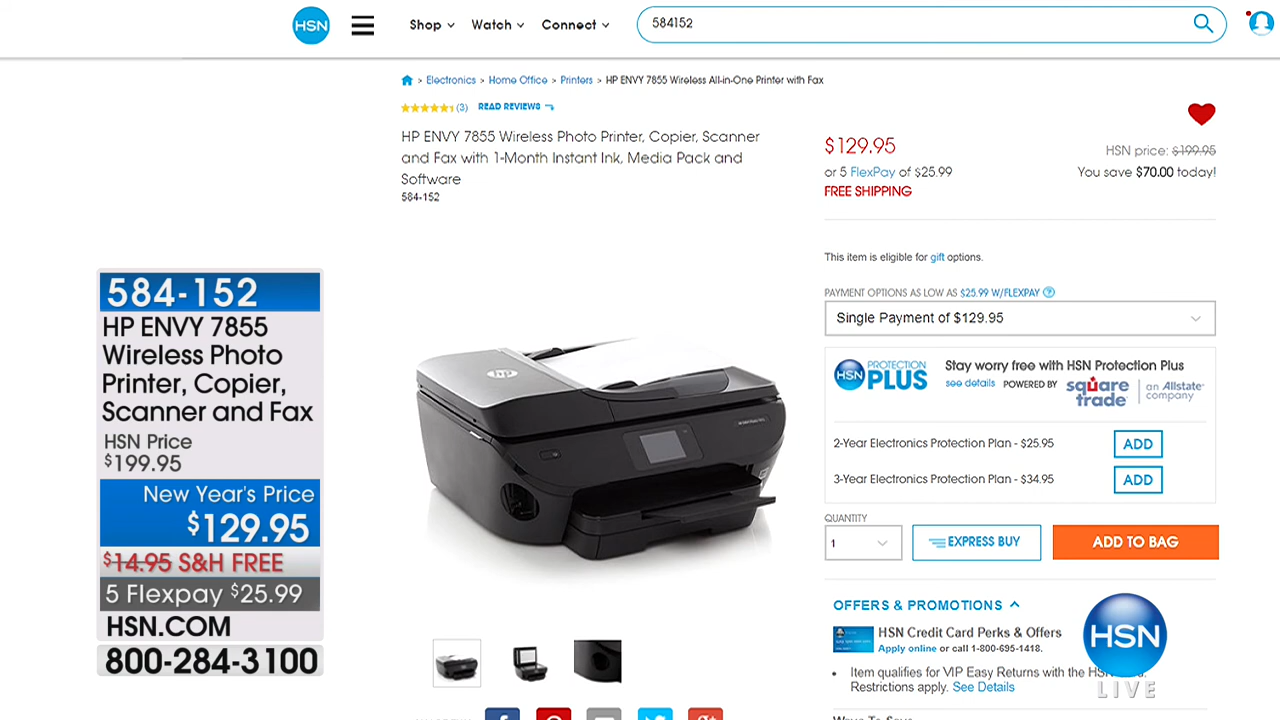 HSN
Shop
Watch
Connect
584152
Electronics > Home Office > Printers > HP ENVY 7855 Wireless All-in-One Printer with Fax
(3) READ REVIEWS
HP ENVY 7855 Wireless Photo Printer, Copier, Scanner
and Fax with 1-Month Instant Ink, Media Pack and
Software
584-152
$129.95
HSN price: $199.95
or 5 FlexPay of $25.99
You save $70.00 today!
FREE SHIPPING
This item is eligible for gift options.
PAYMENT OPTIONS AS LOW AS $25.99 W/FLEXPAY ?
Single Payment of $129.95
HSN PROTECTION
PLUS
Stay worry free with HSN Protection Plus
see details POWERED BY square
trade
an Allstate
company
2-Year Electronics Protection Plan - $25.95
ADD
3-Year Electronics Protection Plan - $34.95
ADD
QUANTITY
1
EXPRESS BUY
ADD TO BAG
OFFERS & PROMOTIONS
HSN Credit Card Perks & Offers
Apply online or call 1-800-695-1418.
• Item qualifies for VIP Easy Returns with the HSN
Restrictions apply. See Details
584-152
HP ENVY 7855
Wireless Photo
Printer, Copier,
Scanner and Fax
HSN Price
$199.95
New Year's Price
$129.95
$14.95 S&H FREE
5 Flexpay $25.99
HSN.COM
800-284-3100
hp
HSN
LIVE